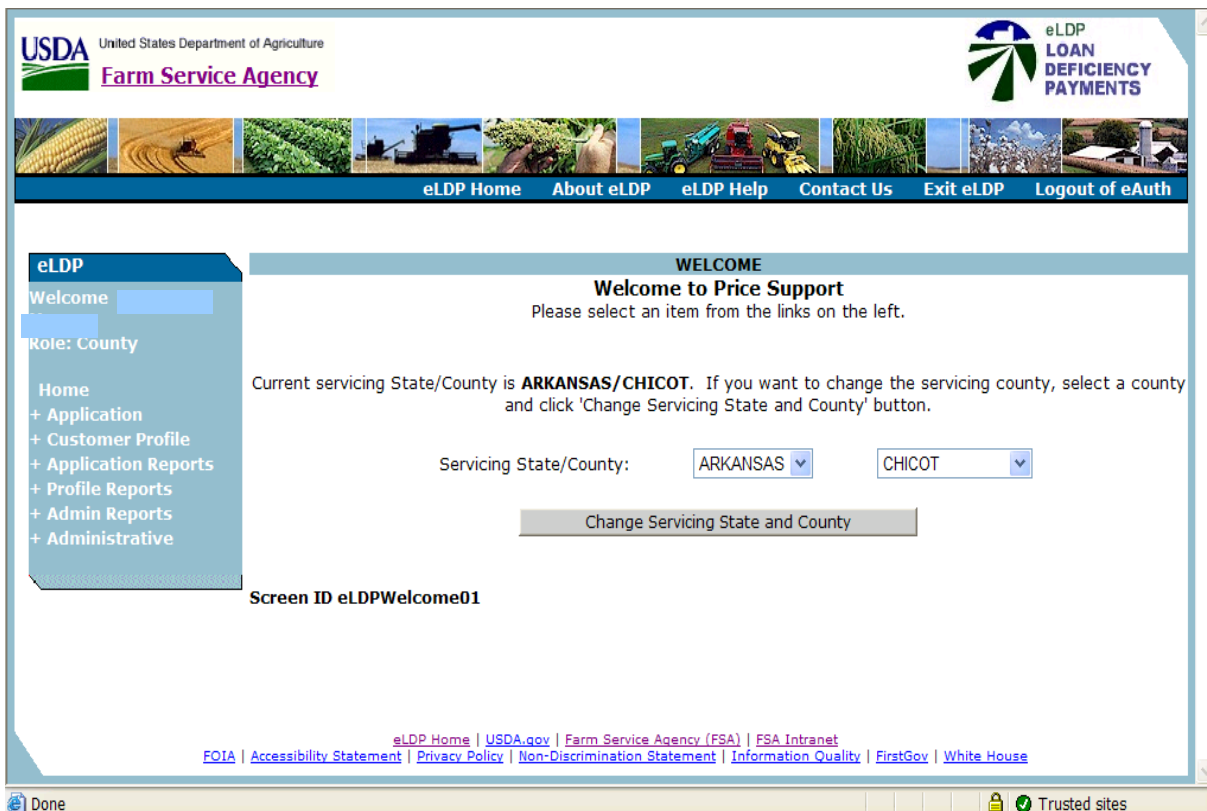 USDA United States Department of Agriculture
Farm Service Agency
eLDP
LOAN
DEFICIENCY
PAYMENTS
eLDP Home About eLDP eLDP Help Contact Us Exit eLDP Logout of eAuth
eLDP
Welcome
Role: County
Home
+ Application
+ Customer Profile
+ Application Reports
+ Profile Reports
+ Admin Reports
+ Administrative
WELCOME
Welcome to Price Support
Please select an item from the links on the left.
Current servicing State/County is ARKANSAS/CHICOT. If you want to change the servicing county, select a county
and click 'Change Servicing State and County' button.
Servicing State/County: ARKANSAS CHICOT
Change Servicing State and County
Screen ID eLDPWelcome01
eLDP Home | USDA.gov | Farm Service Agency (FSA) | FSA Intranet
FOIA | Accessibility Statement | Privacy Policy | Non-Discrimination Statement | Information Quality | FirstGov | White House
Done Trusted sites